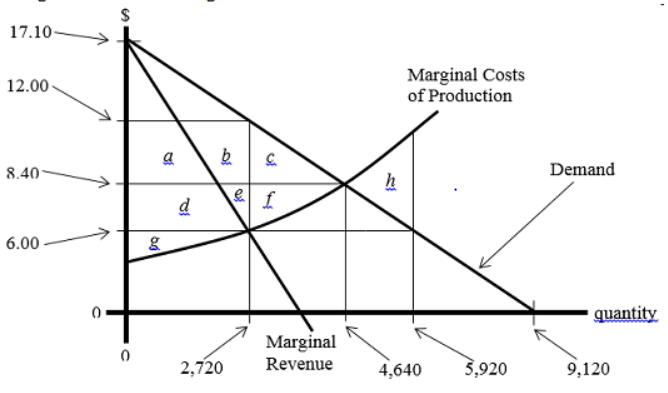 $
17.10
12.00
Marginal Costs
of Production
a
b
c
8.40
h
Demand
d
e
f
6.00
g
0
quantity
0
2,720
Marginal
Revenue
4,640
5,920
9,120